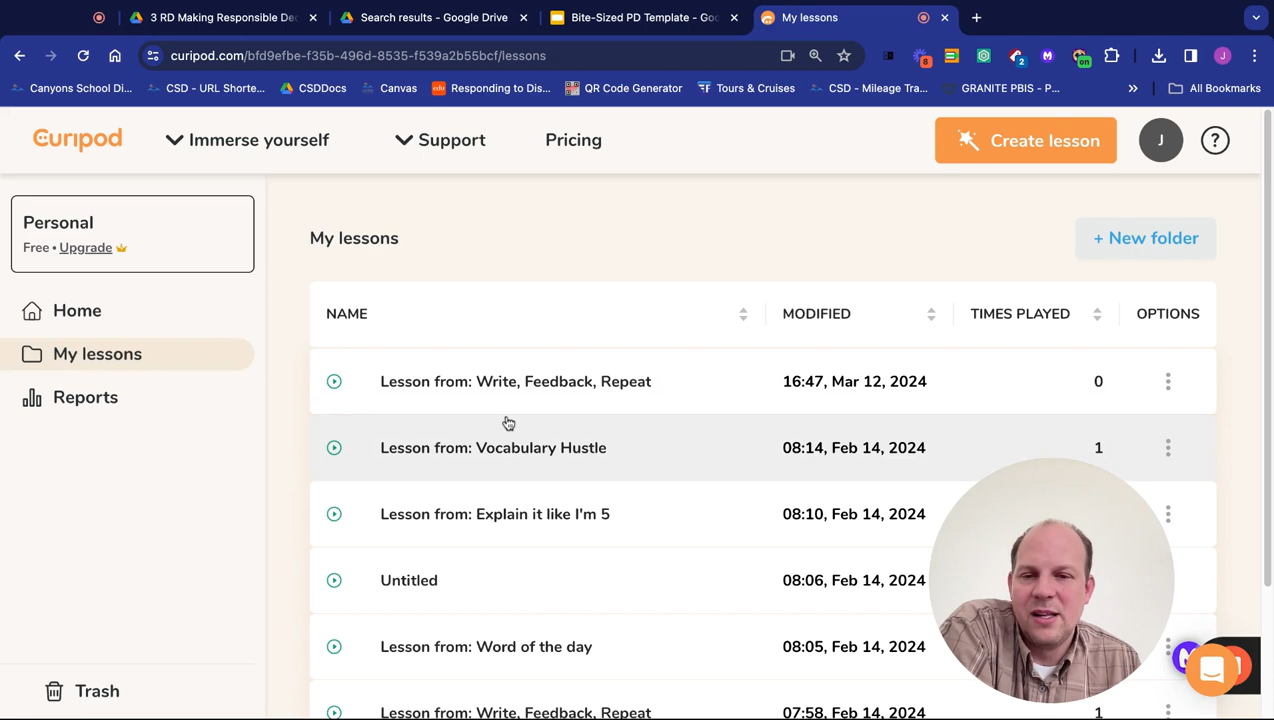 3 RD Making Responsible De
Search results - Google Drive
Bite-Sized PD Template - Goo
My lessons
curipod.com/bfd9efbe-f35b-496d-8535-f539a2b55bcf/lessons
8
2
on
J
Canyons School Di...
CSD - URL Shorte...
CSDDocs
Canvas
Responding to Dis...
QR Code Generator
Tours & Cruises
CSD - Mileage Tra...
GRANITE PBIS - P...
All Bookmarks
curipod
Immerse yourself
Support
Pricing
Create lesson
J
?
Personal
Free • Upgrade
Home
My lessons
Reports
Trash
My lessons
+ New folder
NAME
MODIFIED
TIMES PLAYED
OPTIONS
Lesson from: Write, Feedback, Repeat
16:47, Mar 12, 2024
0
Lesson from: Vocabulary Hustle
08:14, Feb 14, 2024
1
Lesson from: Explain it like I'm 5
08:10, Feb 14, 2024
Untitled
08:06, Feb 14, 2024
Lesson from: Word of the day
08:05, Feb 14, 2024
Lesson from: Write, Feedback, Repeat
07:58, Feb 14, 2024
1